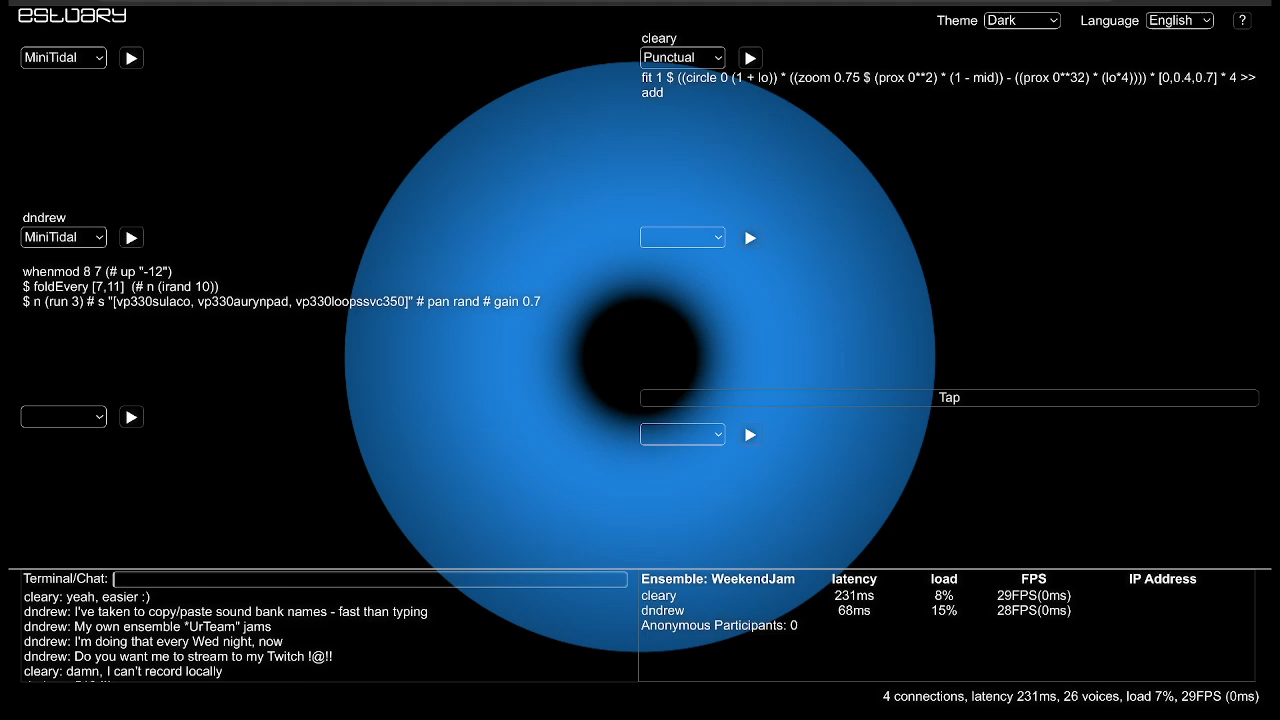 estuary
Theme Dark Language English ?
MiniTidal
cleary
Punctual
fit 1 $ ((circle 0 (1 + lo)) * ((zoom 0.75 $ (prox 0**2) * (1 - mid)) - ((prox 0**32) * (lo*4)))) * [0,0.4,0.7] * 4 >>
add
dndrew
MiniTidal
whenmod 8 7 (# up "-12")
$ foldEvery [7,11]  (# n (irand 10))
$ n (run 3) # s "[vp330sulaco, vp330aurynpad, vp330loopssvc350]" # pan rand # gain 0.7
Tap
Terminal/Chat:
cleary: yeah, easier :)
dndrew: I've taken to copy/paste sound bank names - fast than typing
dndrew: My own ensemble *UrTeam" jams
dndrew: I'm doing that every Wed night, now
dndrew: Do you want me to stream to my Twitch !@!!
cleary: damn, I can't record locally
Ensemble: WeekendJam latency load FPS IP Address
cleary 231ms 8% 29FPS(0ms)
dndrew 68ms 15% 28FPS(0ms)
Anonymous Participants: 0
4 connections, latency 231ms, 26 voices, load 7%, 29FPS (0ms)